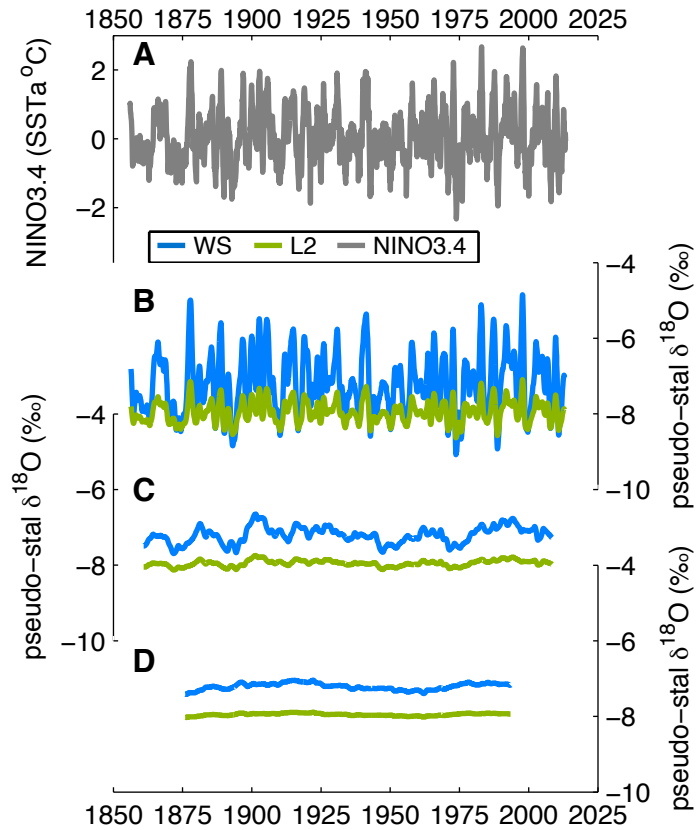 1850 1875 1900 1925 1950 1975 2000 2025
A
NINO3.4 (SSTa °C)
2
0
−2
WS L2 NINO3.4
B
pseudo−stal δ18O (‰)
−4
−6
−8
−10
C
pseudo−stal δ18O (‰)
−4
−6
−8
−10
D
pseudo−stal δ18O (‰)
−4
−6
−8
−10
1850 1875 1900 1925 1950 1975 2000 2025